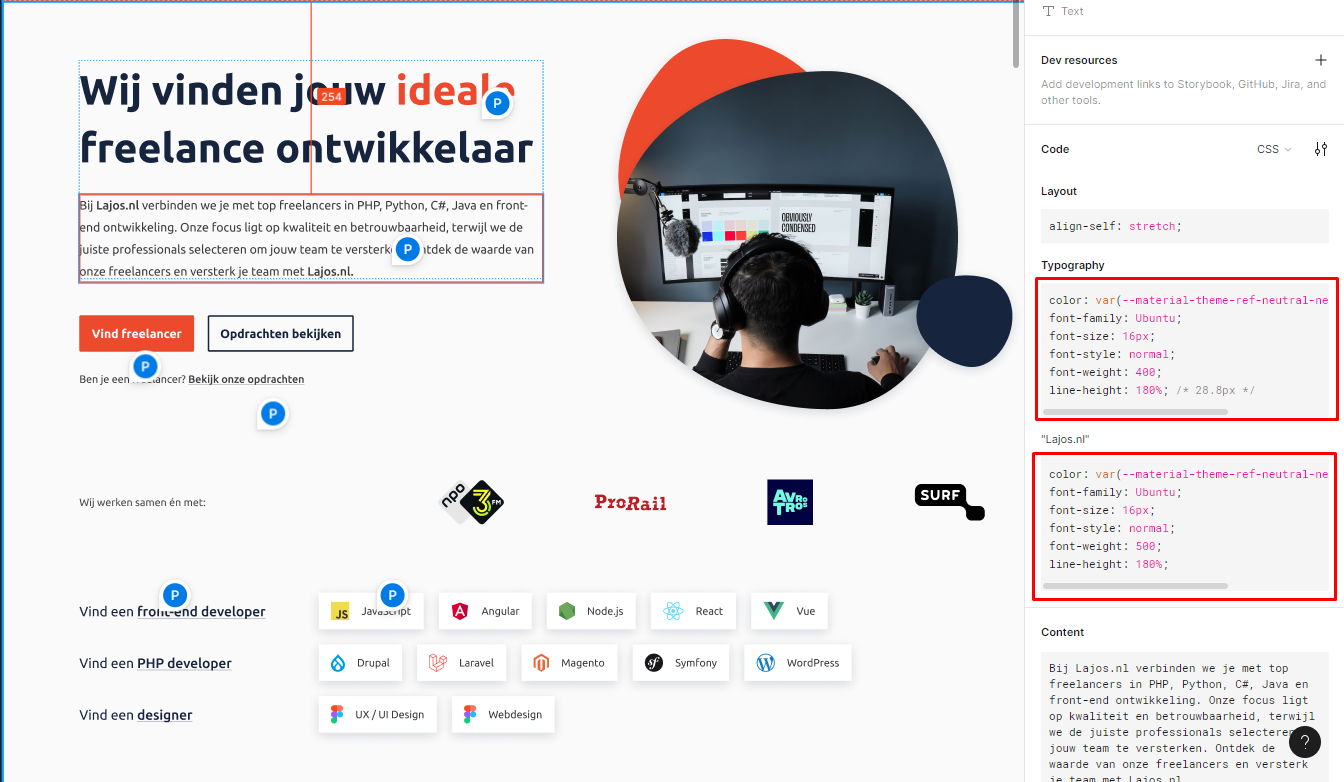 Text
Dev resources
Add development links to Storybook, GitHub, Jira, and
other tools.
Code
CSS
Layout
align-self: stretch;
Typography
color: var(--material-theme-ref-neutral-ne
font-family: Ubuntu;
font-size: 16px;
font-style: normal;
font-weight: 400;
line-height: 180%; /* 28.8px */
"Lajos.nl"
color: var(--material-theme-ref-neutral-ne
font-family: Ubuntu;
font-size: 16px;
font-style: normal;
font-weight: 500;
line-height: 180%;
Content
Bij Lajos.nl verbinden we je met top
freelancers in PHP, Python, C#, Java en
front-end ontwikkeling. Onze focus ligt
op kwaliteit en betrouwbaarheid, terwijl
we de juiste professionals selecteren
jouw team te versterken. Ontdek de
waarde van onze freelancers en versterk
je team met Lajos.nl.
?
Wij vinden jouw ideale
254
P
freelance ontwikkelaar
Bij Lajos.nl verbinden we je met top freelancers in PHP, Python, C#, Java en front-
end ontwikkeling. Onze focus ligt op kwaliteit en betrouwbaarheid, terwijl we de
juiste professionals selecteren om jouw team te versterk tdek de waarde van
P
onze freelancers en versterk je team met Lajos.nl.
OBVIOUSLY
CONDENSED
Vind freelancer
Opdrachten bekijken
P
Ben je een freelancer? Bekijk onze opdrachten
P
Wij werken samen én met:
npo
3
FM
ProRail
AVROTROS
SURF
P
P
Vind een front-end developer
JS
JavaScript
Angular
Node.js
React
Vue
Vind een PHP developer
Drupal
Laravel
Magento
Symfony
WordPress
Vind een designer
UX / UI Design
Webdesign